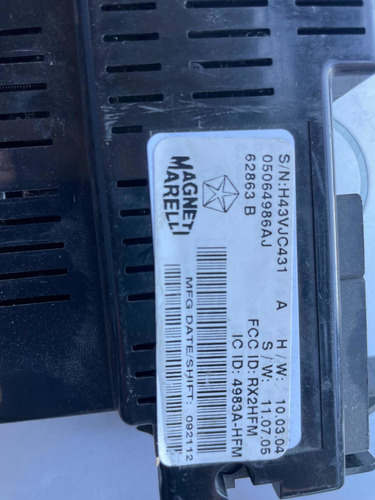 S/N:H43VJC431 A H/W: 10.03.04
05064986AJ S/W: 11.07.05
62863 B FCC ID: RX2HFM
IC ID: 4983A-HFM
MAGNETI
MARELLI
MFG DATE/SHIFT: 092112